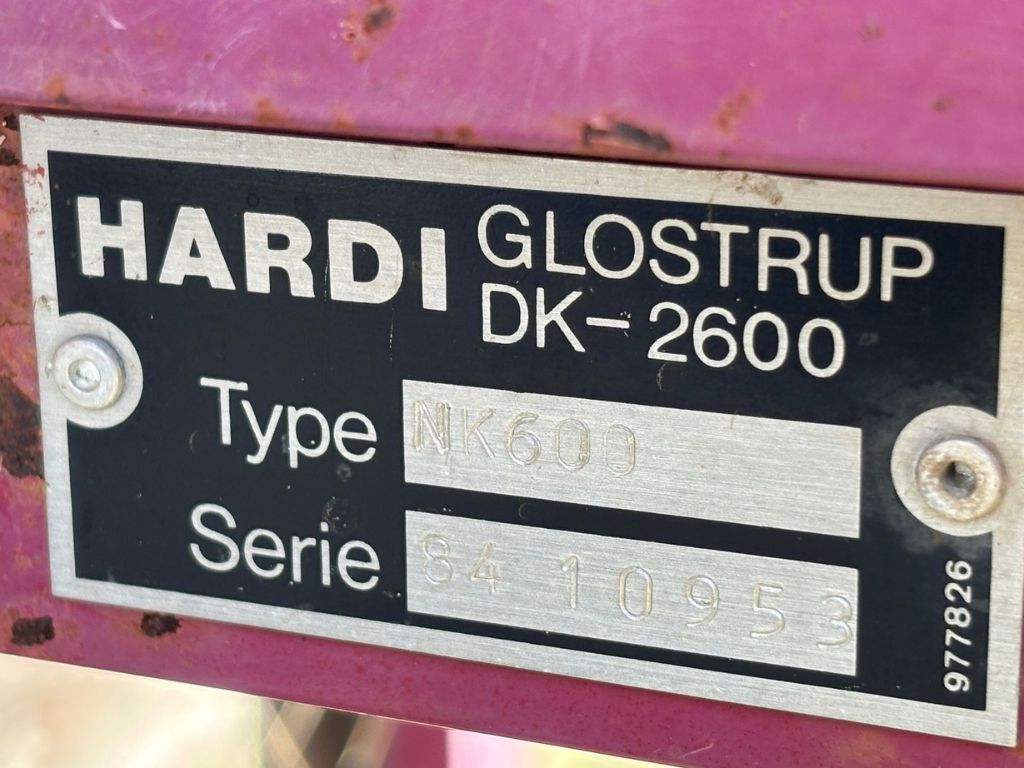 HARDI GLOSTRUP
DK-2600
Type NK600
Serie 84 10953
977826